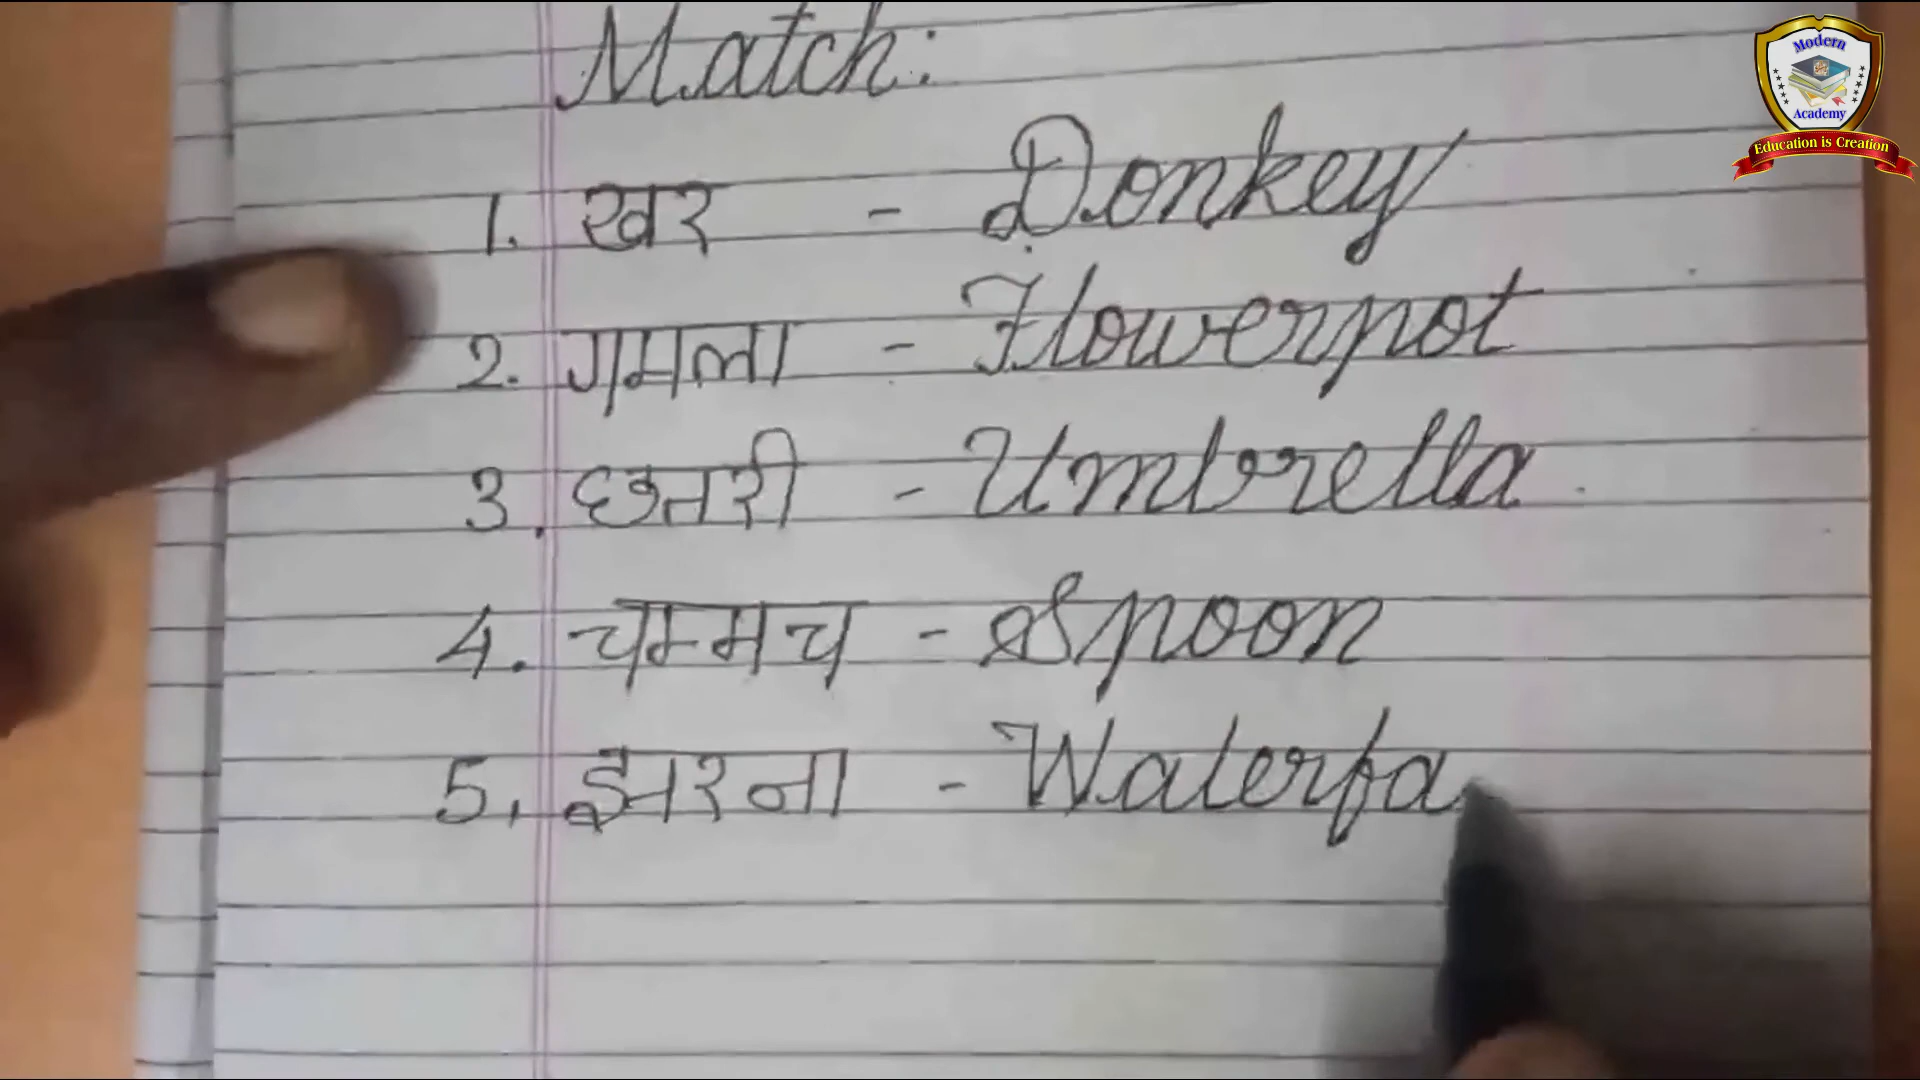 Match:
Modern
Academy
Education is Creation
1. खर - Donkey
2. गमला - Flowerpot
3. छतरी - Umbrella
4. चम्मच - Spoon
5. झरना - Waterfa